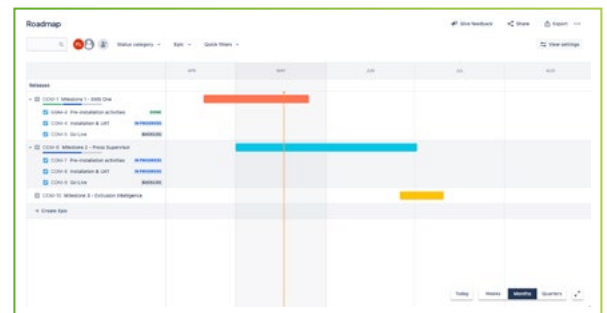 Roadmap
Give feedback
Share
Export
Status category
Epic
Quick filters
View settings
APR
MAY
JUN
JUL
AUG
Releases
COM-1 Milestone 1 - EMS One
COM-3 Pre-installation activities DONE
COM-4 Installation & UAT IN PROGRESS
COM-5 Go-Live BACKLOG
COM-6 Milestone 2 - Press Supervisor
COM-7 Pre-installation activities IN PROGRESS
COM-8 Installation & UAT IN PROGRESS
COM-9 Go-Live BACKLOG
COM-10 Milestone 3 - Extrusion Intelligence
+ Create Epic
Today
Weeks
Months
Quarters